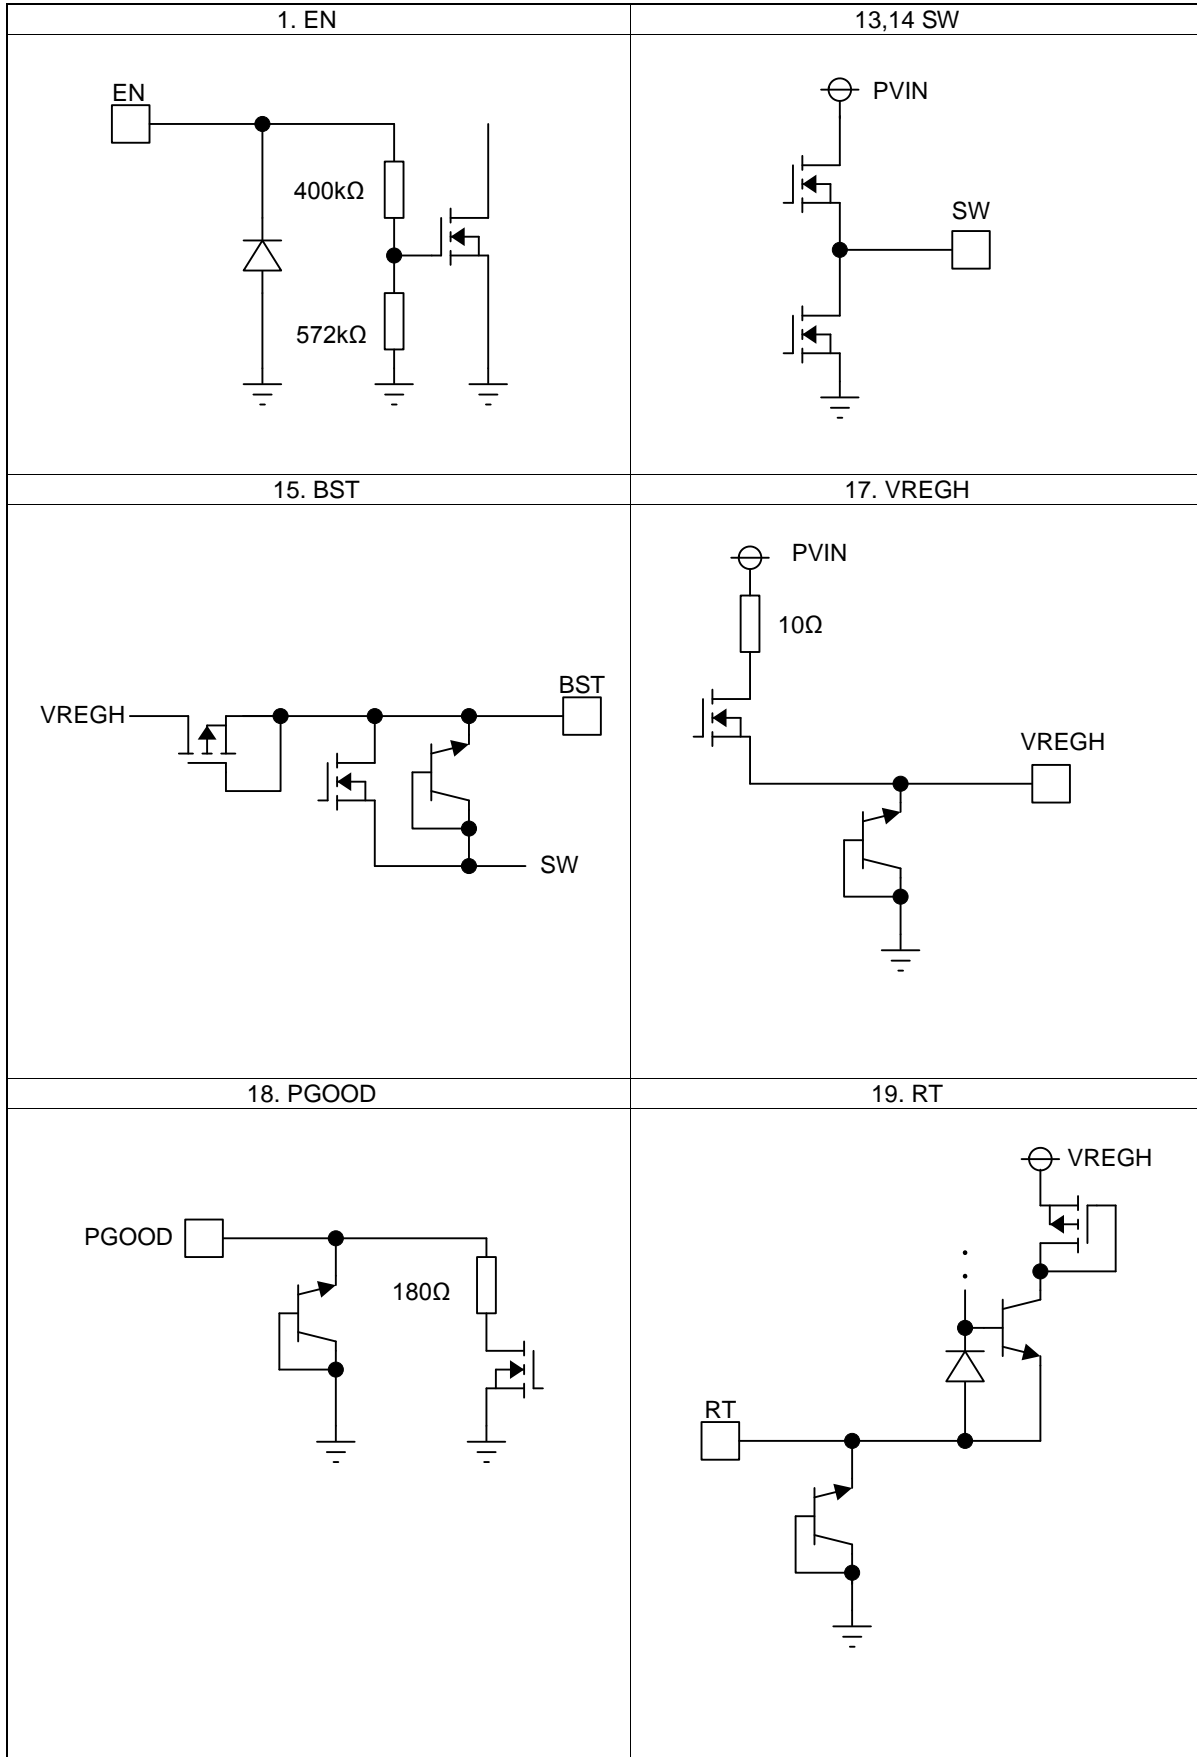 1. EN
13,14 SW
EN
400kΩ
572kΩ
PVIN
SW
15. BST
17. VREGH
VREGH
BST
SW
PVIN
10Ω
VREGH
18. PGOOD
19. RT
PGOOD
180Ω
VREGH
RT